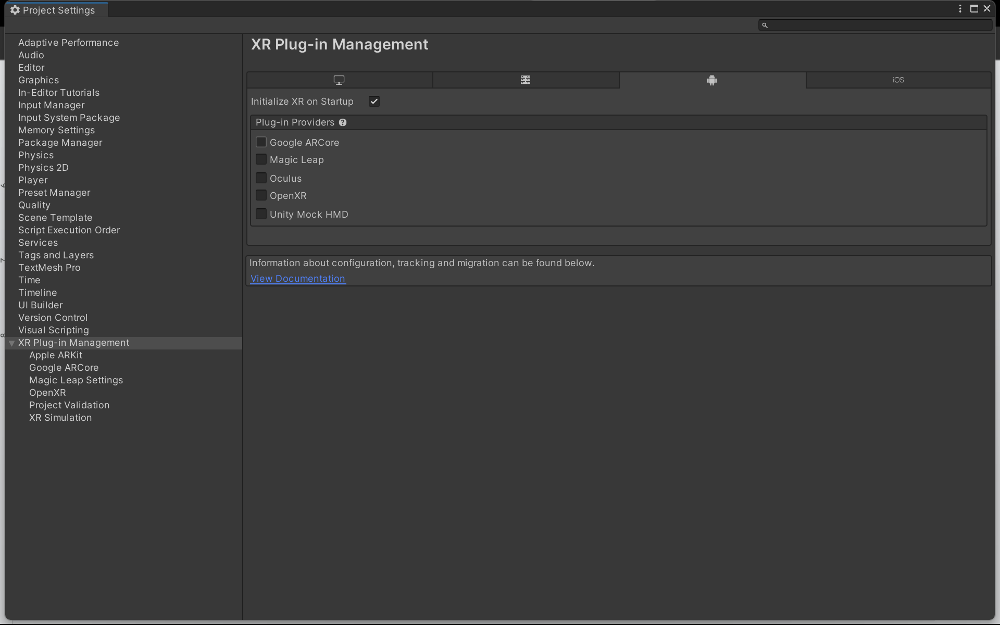 Project Settings
Adaptive Performance
Audio
Editor
Graphics
In-Editor Tutorials
Input Manager
Input System Package
Memory Settings
Package Manager
Physics
Physics 2D
Player
Preset Manager
Quality
Scene Template
Script Execution Order
Services
Tags and Layers
TextMesh Pro
Time
Timeline
UI Builder
Version Control
Visual Scripting
XR Plug-in Management
Apple ARKit
Google ARCore
Magic Leap Settings
OpenXR
Project Validation
XR Simulation
XR Plug-in Management
iOS
Initialize XR on Startup
Plug-in Providers
Google ARCore
Magic Leap
Oculus
OpenXR
Unity Mock HMD
Information about configuration, tracking and migration can be found below.
View Documentation